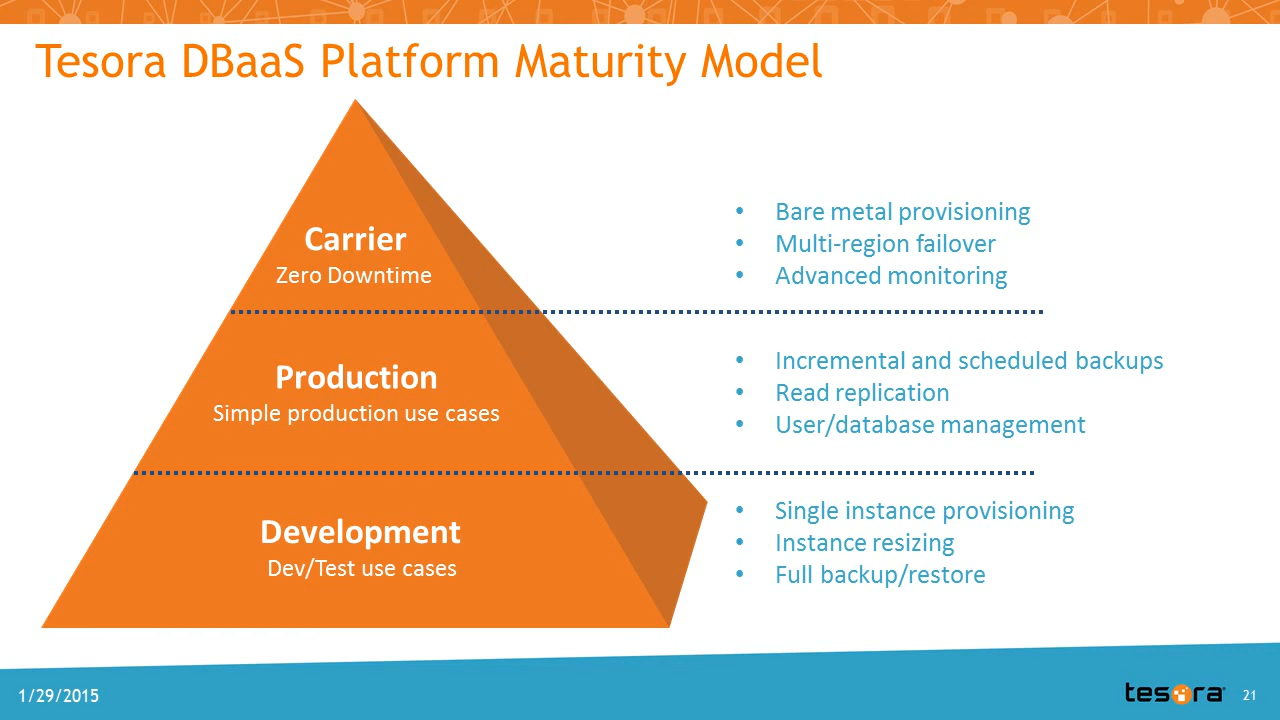 Tesora DBaaS Platform Maturity Model
Carrier
Zero Downtime
• Bare metal provisioning
• Multi-region failover
• Advanced monitoring
Production
Simple production use cases
• Incremental and scheduled backups
• Read replication
• User/database management
Development
Dev/Test use cases
• Single instance provisioning
• Instance resizing
• Full backup/restore
1/29/2015
tesora
21